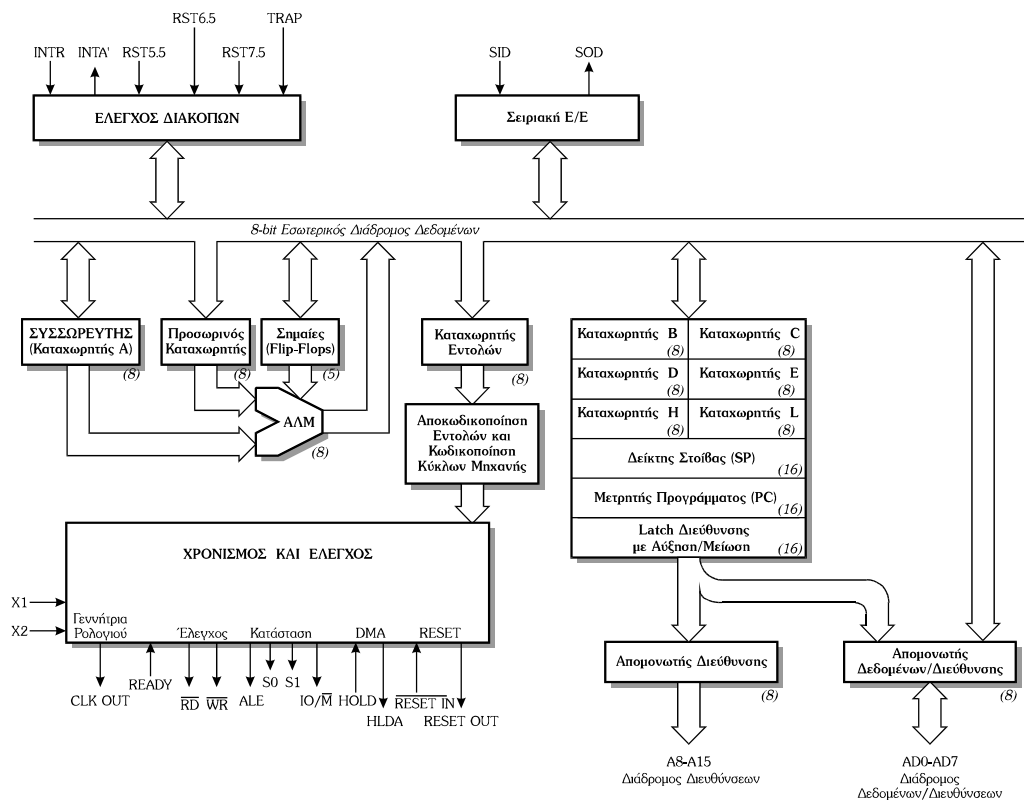 RST6.5 TRAP
INTR INTA' RST5.5 RST7.5
SID SOD
ΕΛΕΓΧΟΣ ΔΙΑΚΟΠΩΝ
Σειριακή Ε/Ε
8-bit Εσωτερικός Διάδρομος Δεδομένων
ΣΥΣΣΩΡΕΥΤΗΣ
(Καταχωρητής Α)
(8)
Προσωρινός
Καταχωρητής
(8)
Σημαίες
(Flip-Flops)
(5)
ΑΛΜ
(8)
Καταχωρητής
Εντολών
(8)
Αποκωδικοποίηση
Εντολών και
Κωδικοποίηση
Κύκλων Μηχανής
Καταχωρητής B
(8)
Καταχωρητής C
(8)
Καταχωρητής D
(8)
Καταχωρητής E
(8)
Καταχωρητής H
(8)
Καταχωρητής L
(8)
Δείκτης Στοίβας (SP)
(16)
Μετρητής Προγράμματος (PC)
(16)
Latch Διεύθυνσης
με Αύξηση/Μείωση
(16)
ΧΡΟΝΙΣΜΟΣ ΚΑΙ ΕΛΕΓΧΟΣ
X1
X2
Γεννήτρια
Ρολογιού
Έλεγχος Κατάσταση DMA RESET
CLK OUT
READY
R̅D̅ W̅R̅
ALE
S0 S1
IO/M̅
HOLD
HLDA
R̅E̅S̅E̅T̅ I̅N̅
RESET OUT
Απομονωτής Διεύθυνσης
(8)
Απομονωτής
Δεδομένων/Διεύθυνσης
(8)
A8-A15
Διάδρομος Διευθύνσεων
AD0-AD7
Διάδρομος
Δεδομένων/Διευθύνσεων